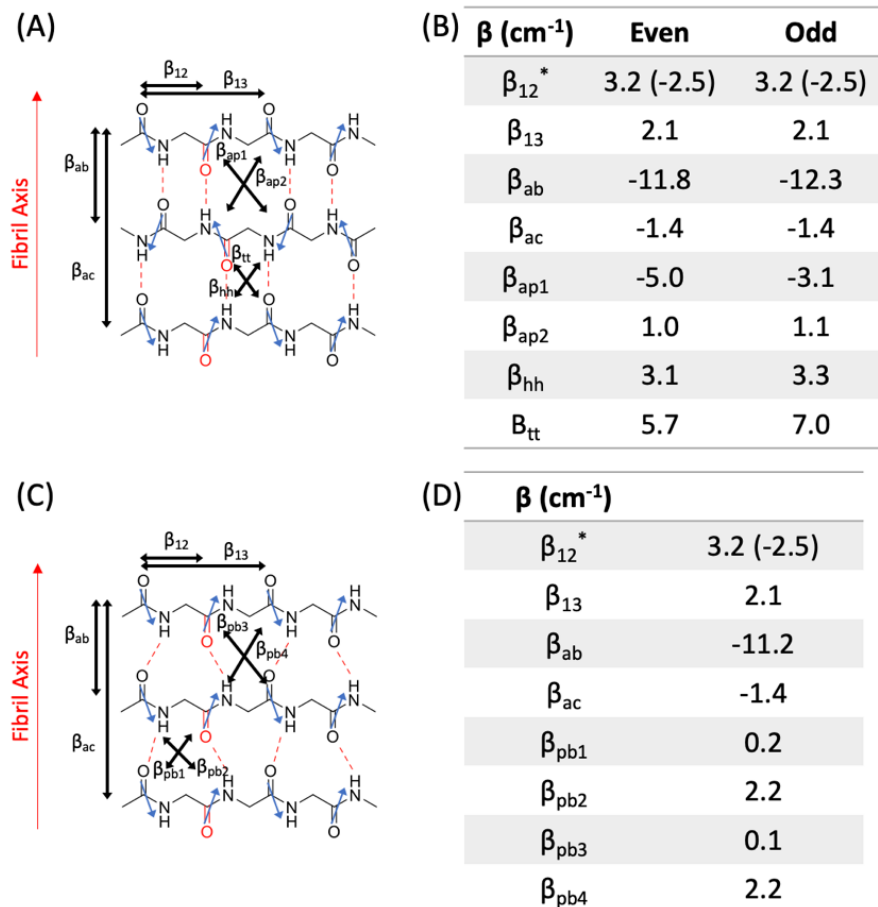 (A)
β12
β13
O
O
H
N
N
H
O
O
N
H
H
N
βab
βap1
βap2
O
H
N
O
H
N
N
H
O
N
H
O
βtt
βhh
βac
O
H
N
O
H
N
N
H
O
N
H
O
Fibril Axis
(B)
β (cm-1) Even Odd
β12* 3.2 (-2.5) 3.2 (-2.5)
β13 2.1 2.1
βab -11.8 -12.3
βac -1.4 -1.4
βap1 -5.0 -3.1
βap2 1.0 1.1
βhh 3.1 3.3
Btt 5.7 7.0
(C)
β12
β13
O
H
N
O
H
N
N
H
O
N
H
O
βab
βpb3
βpb4
O
H
N
O
H
N
N
H
O
N
H
O
βac
βpb1
βpb2
O
H
N
O
H
N
N
H
O
N
H
O
Fibril Axis
(D)
β (cm-1)
β12* 3.2 (-2.5)
β13 2.1
βab -11.2
βac -1.4
βpb1 0.2
βpb2 2.2
βpb3 0.1
βpb4 2.2